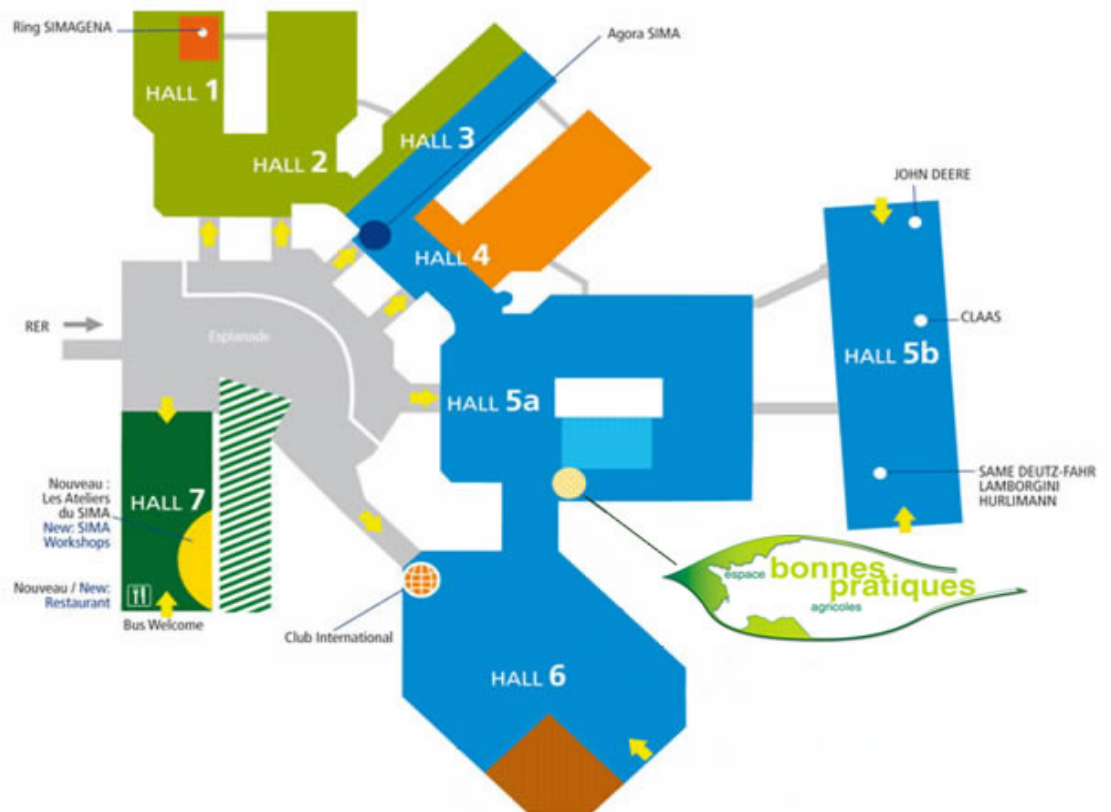 Ring SIMAGENA
Agora SIMA
HALL 1
HALL 2
HALL 3
HALL 4
JOHN DEERE
CLAAS
HALL 5b
SAME DEUTZ-FAHR
LAMBORGINI
HURLIMANN
RER
Esplanade
HALL 5a
Nouveau :
Les Ateliers
du SIMA
New: SIMA
Workshops
HALL 7
Nouveau / New:
Restaurant
Bus Welcome
Club International
HALL 6
espace bonnes
pratiques
agricoles